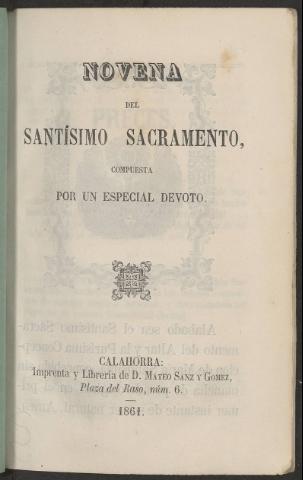 NOVENA
DEL
SANTÍSIMO SACRAMENTO,
COMPUESTA
POR UN ESPECIAL DEVOTO.
CALAHORRA:
Imprenta y Librería de D. MATEO SANZ Y GOMEZ,
Plaza del Raso, núm. 6.
1861.